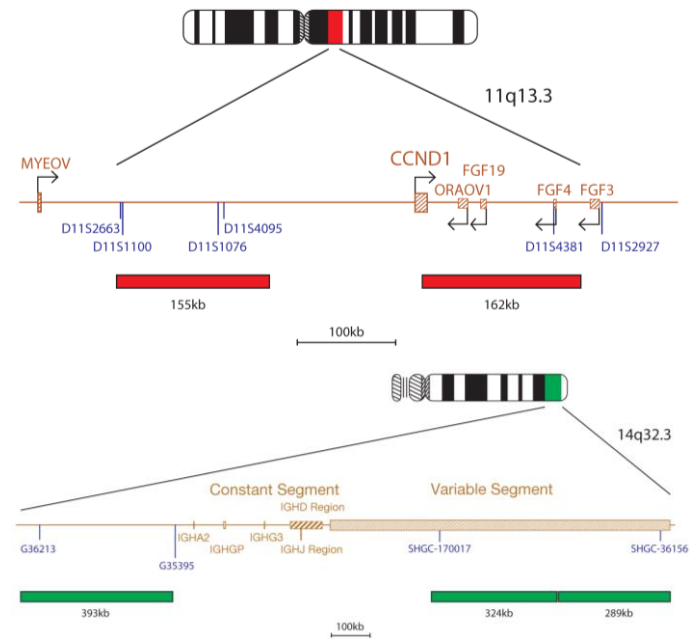 11q13.3
MYEOV
CCND1
FGF19
ORAOV1
FGF4
FGF3
D11S2663
D11S4095
D11S1100
D11S1076
D11S4381
D11S2927
155kb
162kb
100kb
14q32.3
Constant Segment
Variable Segment
IGHD Region
IGHA2
IGHGP
IGHG3
IGHJ Region
G36213
G35395
SHGC-170017
SHGC-36156
393kb
324kb
289kb
100kb